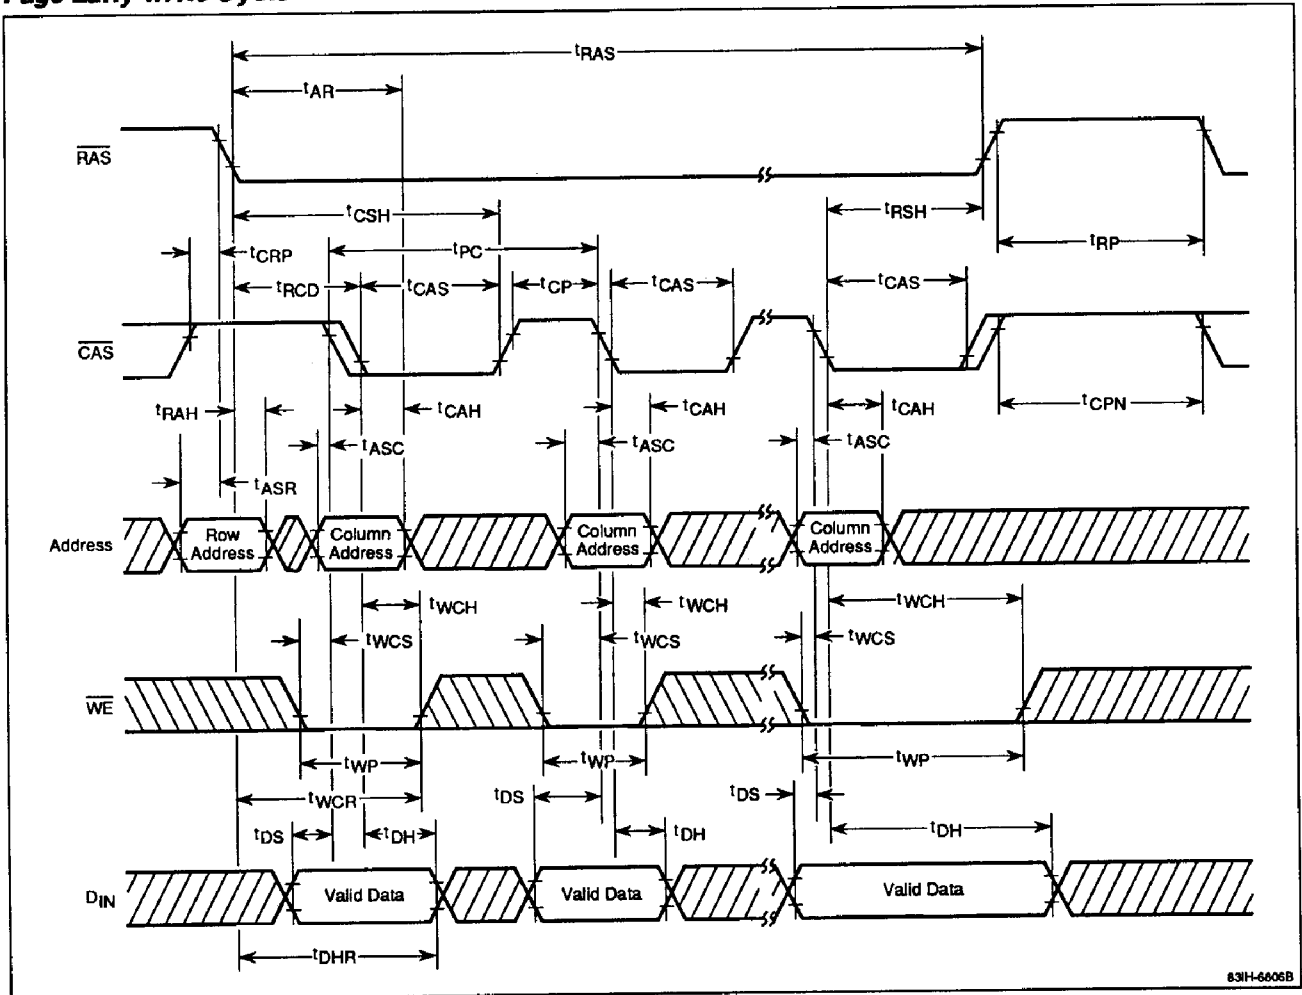 Page Early Write Cycle
tRAS
tAR
RAS
tCSH
tRSH
tCRP
tPC
tRP
tRCD
tCAS
tCP
tCAS
tCAS
CAS
tRAH
tCAH
tCAH
tCAH
tCPN
tASC
tASC
tASC
tASR
Address
Row Address
Column Address
Column Address
Column Address
tWCH
tWCH
tWCH
tWCS
tWCS
tWCS
WE
tWP
tWP
tWP
tWCR
tDS
tDS
tDS
tDH
tDH
tDH
DIN
Valid Data
Valid Data
Valid Data
tDHR
83IH-6606B